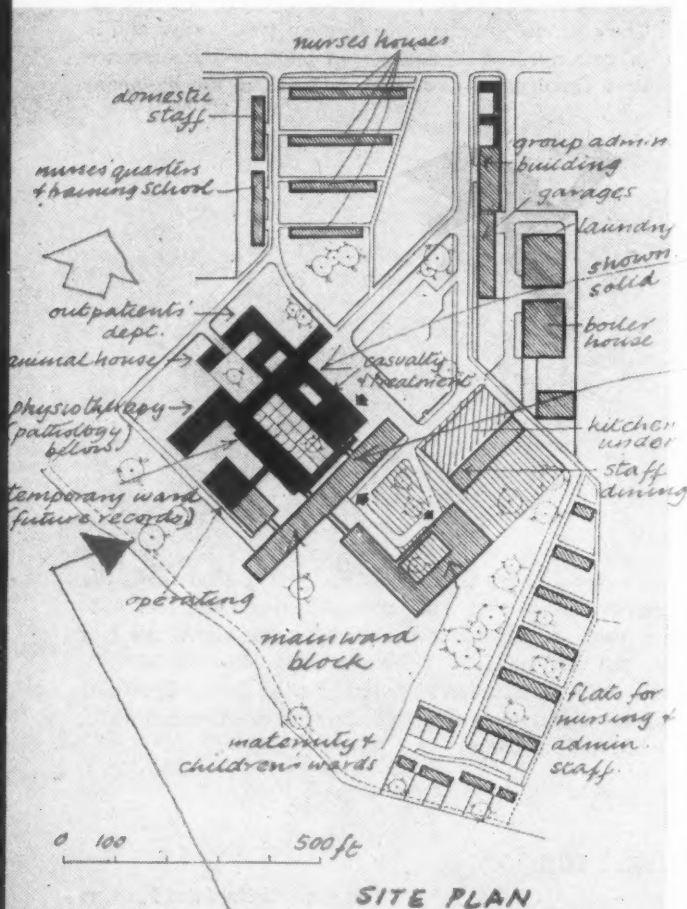 nurses houses
domestic
staff
nurses' quarters
& training school
group admin
building
garages
laundry
shown
solid
boiler
house
outpatients'
dept.
animal house
casualty
& treatment
physiotherapy
(pathology
below)
kitchen
under
staff
dining
temporary ward
(future records)
operating
main ward
block
maternity &
childrens wards
flats for
nursing &
admin
staff.
0 100 500 ft
SITE PLAN